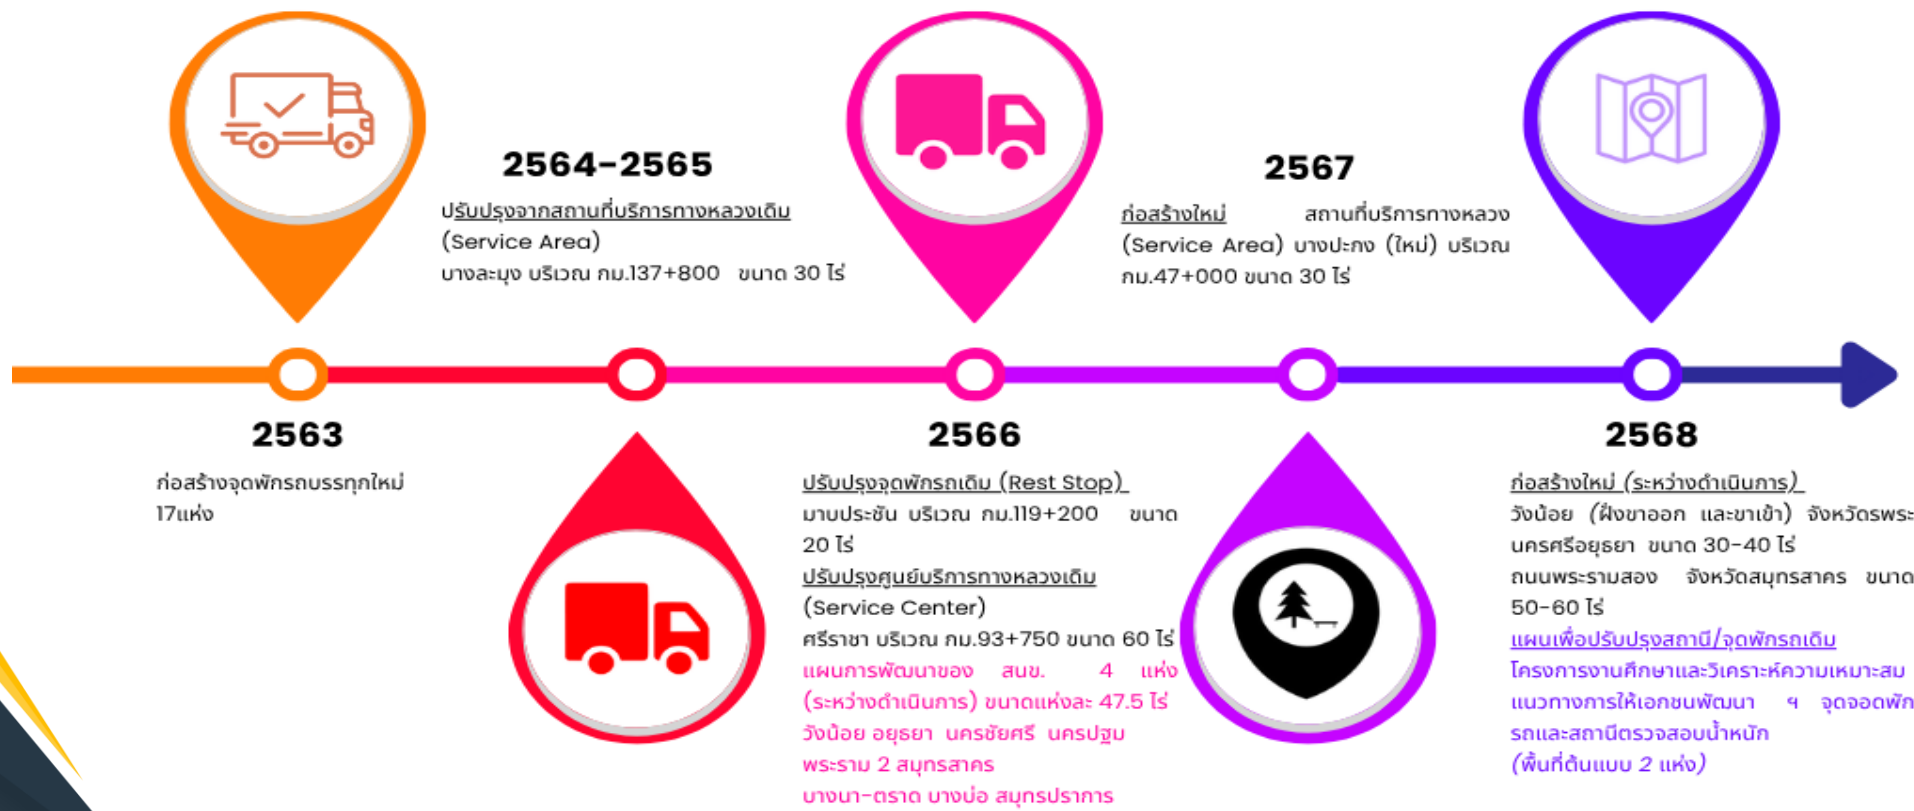 2564-2565
ปรับปรุงจากสถานที่บริการทางหลวงเดิม
(Service Area)
บางละมุง บริเวณ กม.137+800 ขนาด 30 ไร่
2567
ก่อสร้างใหม่ สถานที่บริการทางหลวง
(Service Area) บางปะกง (ใหม่) บริเวณ
กม.47+000 ขนาด 30 ไร่
2563
ก่อสร้างจุดพักรถบรรทุกใหม่
17แห่ง
2566
ปรับปรุงจุดพักรถเดิม (Rest Stop)
มาบประชัน บริเวณ กม.119+200 ขนาด
20 ไร่
ปรับปรุงศูนย์บริการทางหลวงเดิม
(Service Center)
ศรีราชา บริเวณ กม.93+750 ขนาด 60 ไร่
แผนการพัฒนาของ สนข. 4 แห่ง
(ระหว่างดำเนินการ) ขนาดแห่งละ 47.5 ไร่
วังน้อย อยุธยา นครชัยศรี นครปฐม
พระราม 2 สมุทรสาคร
บางนา-ตราด บางบ่อ สมุทรปราการ
2568
ก่อสร้างใหม่ (ระหว่างดำเนินการ)
วังน้อย (ฝั่งขาออก และขาเข้า) จังหวัดรพระ
นครศรีอยุธยา ขนาด 30-40 ไร่
ถนนพระรามสอง จังหวัดสมุทรสาคร ขนาด
50-60 ไร่
แผนเพื่อปรับปรุงสถานี/จุดพักรถเดิม
โครงการงานศึกษาและวิเคราะห์ความเหมาะสม
แนวทางการให้เอกชนพัฒนา ฯ จุดจอดพัก
รถและสถานีตรวจสอบน้ำหนัก
(พื้นที่ต้นแบบ 2 แห่ง)